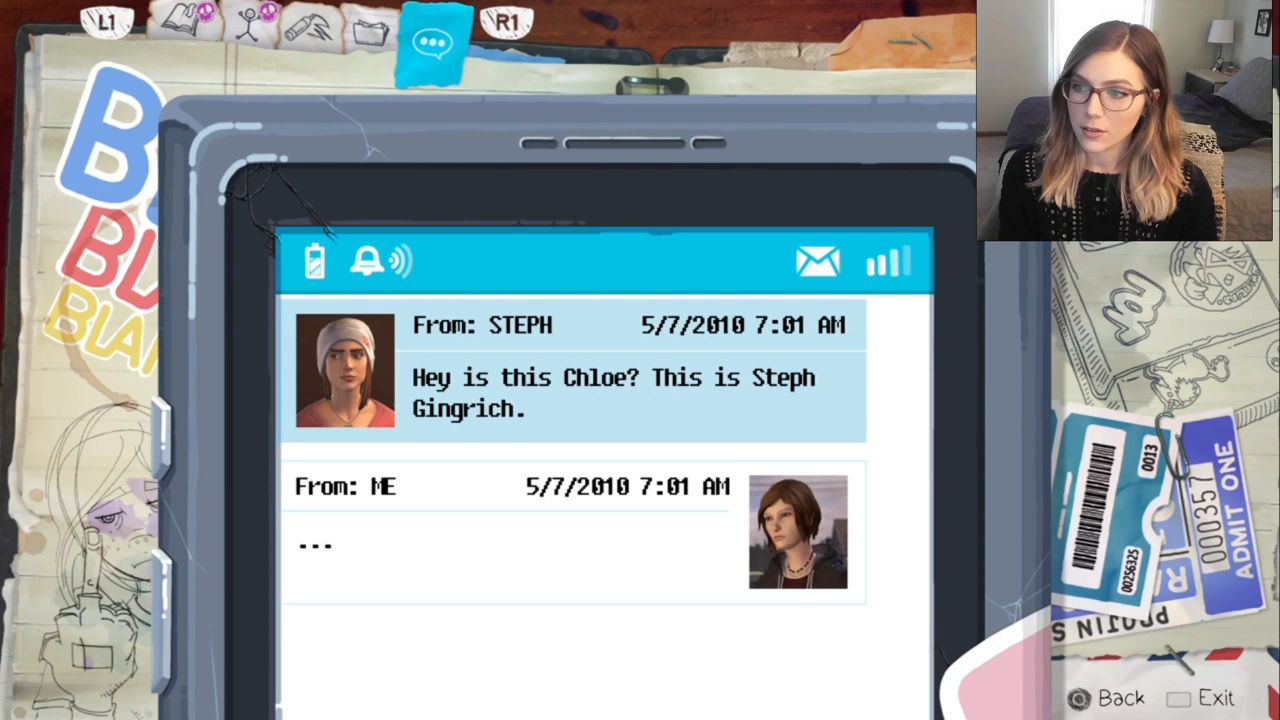 L1
R1
From: STEPH 5/7/2010 7:01 AM
Hey is this Chloe? This is Steph
Gingrich.
From: ME 5/7/2010 7:01 AM
---
0013
00256325
000357
ADMIT ONE
Back
Exit